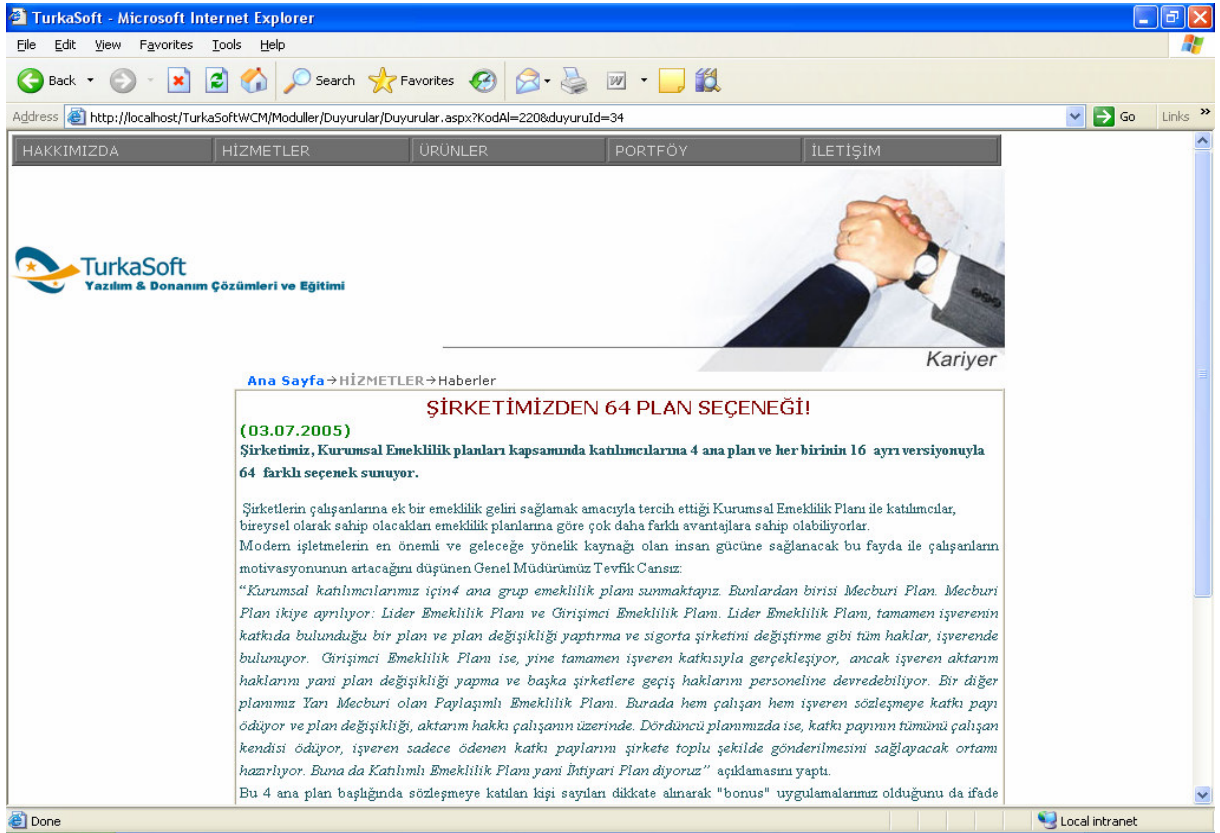 TurkaSoft - Microsoft Internet Explorer
File Edit View Favorites Tools Help
Back Search Favorites
Address http://localhost/TurkaSoftWCM/Moduller/Duyurular/Duyurular.aspx?KodAl=220&duyuruId=34 Go Links »
HAKKIMIZDA HİZMETLER ÜRÜNLER PORTFÖY İLETİŞİM
TurkaSoft
Yazılım & Donanım Çözümleri ve Eğitimi
Kariyer
Ana Sayfa→HİZMETLER→Haberler
ŞİRKETİMİZDEN 64 PLAN SEÇENEĞİ!
(03.07.2005)
Şirketimiz, Kurumsal Emeklilik planları kapsamında katılımcılarına 4 ana plan ve her birinin 16 ayrı versiyonuyla
64 farklı seçenek sunuyor.
Şirketlerin çalışanlarına ek bir emeklilik geliri sağlamak amacıyla tercih ettiği Kurumsal Emeklilik Planı ile katılımcılar,
bireysel olarak sahip olacakları emeklilik planlarına göre çok daha farklı avantajlara sahip olabiliyorlar.
Modern işletmelerin en önemli ve geleceğe yönelik kaynağı olan insan gücüne sağlanacak bu fayda ile çalışanların
motivasyonunun artacağını düşünen Genel Müdürümüz Tevfik Cansız:
“Kurumsal katılımcılarımız için4 ana grup emeklilik planı sunmaktayız. Bunlardan birisi Mecburi Plan. Mecburi
Plan ikiye ayrılıyor: Lider Emeklilik Planı ve Girişimci Emeklilik Planı. Lider Emeklilik Planı, tamamen işverenin
katkıda bulunduğu bir plan ve plan değişikliği yaptırma ve sigorta şirketini değiştirme gibi tüm haklar, işverende
bulunuyor. Girişimci Emeklilik Planı ise, yine tamamen işveren katkısıyla gerçekleşiyor, ancak işveren aktarım
haklarını yani plan değişikliği yapma ve başka şirketlere geçiş haklarını personeline devredebiliyor. Bir diğer
planımız Yarı Mecburi olan Paylaşımlı Emeklilik Planı. Burada hem çalışan hem işveren sözleşmeye katkı payı
ödüyor ve plan değişikliği, aktarım hakkı çalışanın üzerinde. Dördüncü planımızda ise, katkı payının tümünü çalışan
kendisi ödüyor, işveren sadece ödenen katkı paylarını şirkete toplu şekilde gönderilmesini sağlayacak ortamı
hazırlıyor. Buna da Katılımlı Emeklilik Planı yani İhtiyari Plan diyoruz” açıklamasını yaptı.
Bu 4 ana plan başlığında sözleşmeye katılan kişi sayıları dikkate alınarak "bonus" uygulamalarımız olduğunu da ifade
Done Local intranet